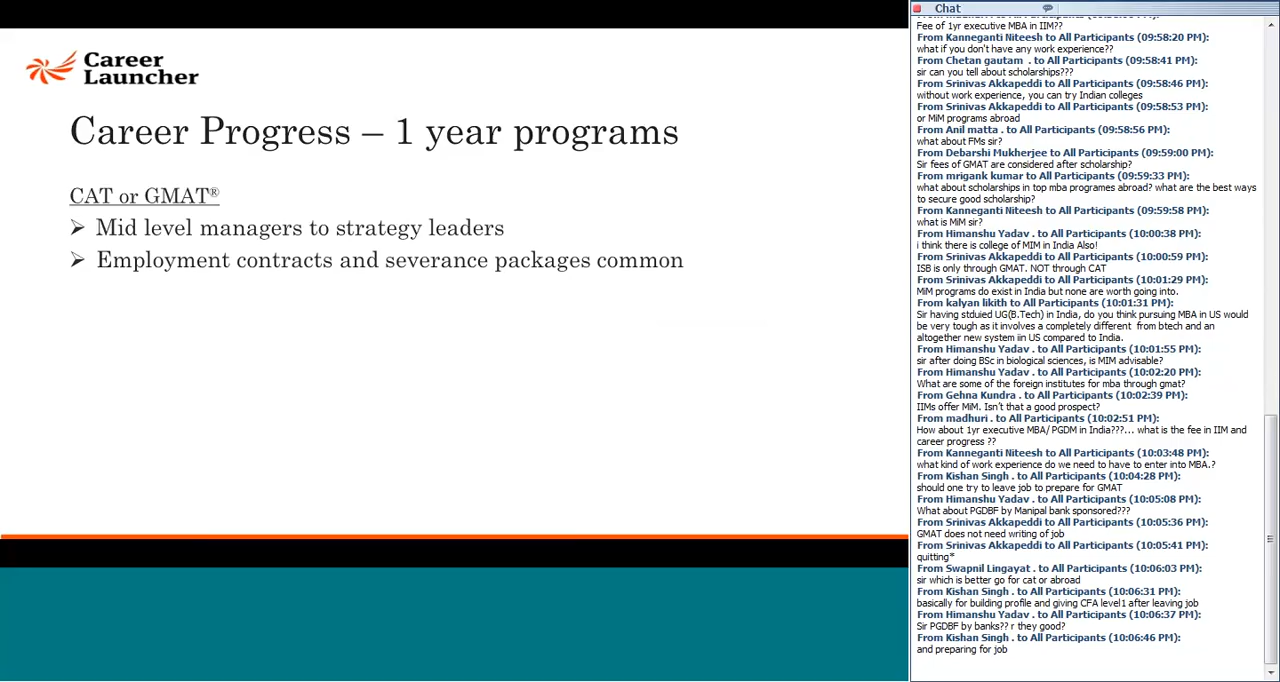 Career
Launcher
Career Progress – 1 year programs
CAT or GMAT®
➢ Mid level managers to strategy leaders
➢ Employment contracts and severance packages common
Chat
Fee of 1yr executive MBA in IIM??
From Kanneganti Niteesh to All Participants (09:58:20 PM):
what if you don't have any work experience??
From Chetan gautam . to All Participants (09:58:41 PM):
sir can you tell about scholarships???
From Srinivas Akkapeddi to All Participants (09:58:46 PM):
without work experience, you can try Indian colleges
From Srinivas Akkapeddi to All Participants (09:58:53 PM):
or MiM programs abroad
From Anil matta . to All Participants (09:58:56 PM):
what about FMs sir?
From Debarshi Mukherjee to All Participants (09:59:00 PM):
Sir fees of GMAT are considered after scholarship?
From mrigank kumar to All Participants (09:59:33 PM):
what about scholarships in top mba programes abroad? what are the best ways
to secure good scholarship?
From Kanneganti Niteesh to All Participants (09:59:58 PM):
what is MiM sir?
From Himanshu Yadav . to All Participants (10:00:38 PM):
i think there is college of MIM in India Also!
From Srinivas Akkapeddi to All Participants (10:00:59 PM):
ISB is only through GMAT. NOT through CAT
From Srinivas Akkapeddi to All Participants (10:01:29 PM):
MiM programs do exist in India but none are worth going into.
From kalyan likith to All Participants (10:01:31 PM):
Sir having stduied UG(B.Tech) in India, do you think pursuing MBA in US would
be very tough as it involves a completely different from btech and an
altogether new system iin US compared to India.
From Himanshu Yadav . to All Participants (10:01:55 PM):
sir after doing BSc in biological sciences, is MIM advisable?
From Himanshu Yadav . to All Participants (10:02:20 PM):
What are some of the foreign institutes for mba through gmat?
From Gehna Kundra . to All Participants (10:02:39 PM):
IIMs offer MiM. Isn't that a good prospect?
From madhuri . to All Participants (10:02:51 PM):
How about 1yr executive MBA/ PGDM in India???... what is the fee in IIM and
career progress ??
From Kanneganti Niteesh to All Participants (10:03:48 PM):
what kind of work experience do we need to have to enter into MBA.?
From Kishan Singh . to All Participants (10:04:28 PM):
should one try to leave job to prepare for GMAT
From Himanshu Yadav . to All Participants (10:05:08 PM):
What about PGDBF by Manipal bank sponsored???
From Srinivas Akkapeddi to All Participants (10:05:36 PM):
GMAT does not need writing of job
From Srinivas Akkapeddi to All Participants (10:05:41 PM):
quitting*
From Swapnil Lingayat . to All Participants (10:06:03 PM):
sir which is better go for cat or abroad
From Kishan Singh . to All Participants (10:06:31 PM):
basically for building profile and giving CFA level1 after leaving job
From Himanshu Yadav . to All Participants (10:06:37 PM):
Sir PGDBF by banks?? r they good?
From Kishan Singh . to All Participants (10:06:46 PM):
and preparing for job